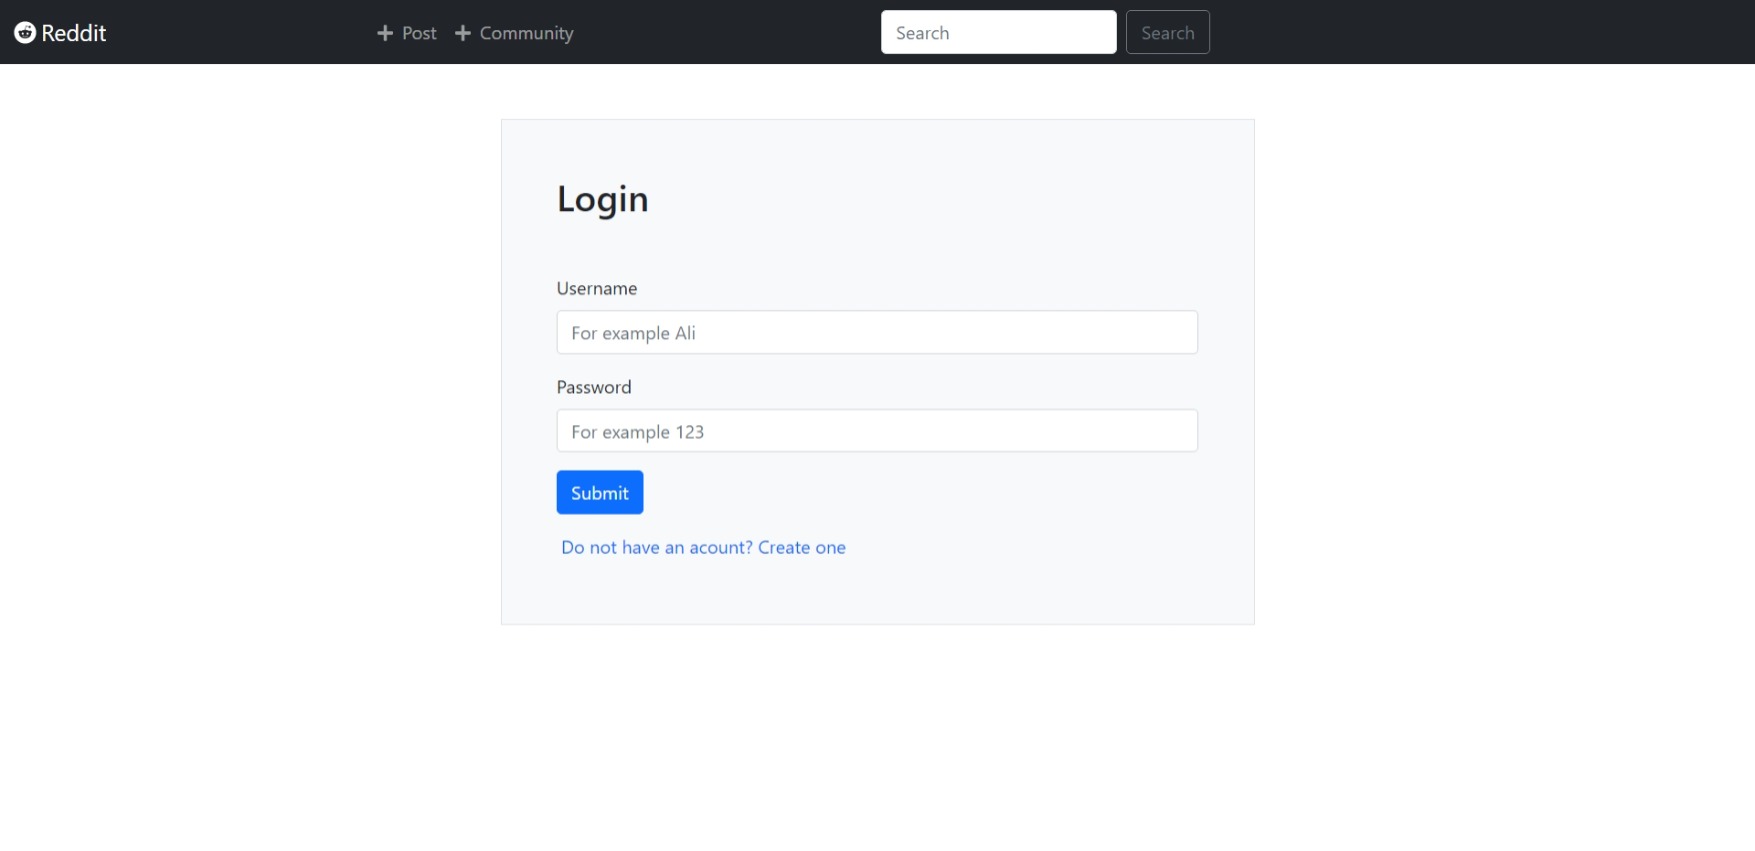 Reddit
Post
Community
Search
Search
Login
Username
For example Ali
Password
For example 123
Submit
Do not have an acount? Create one